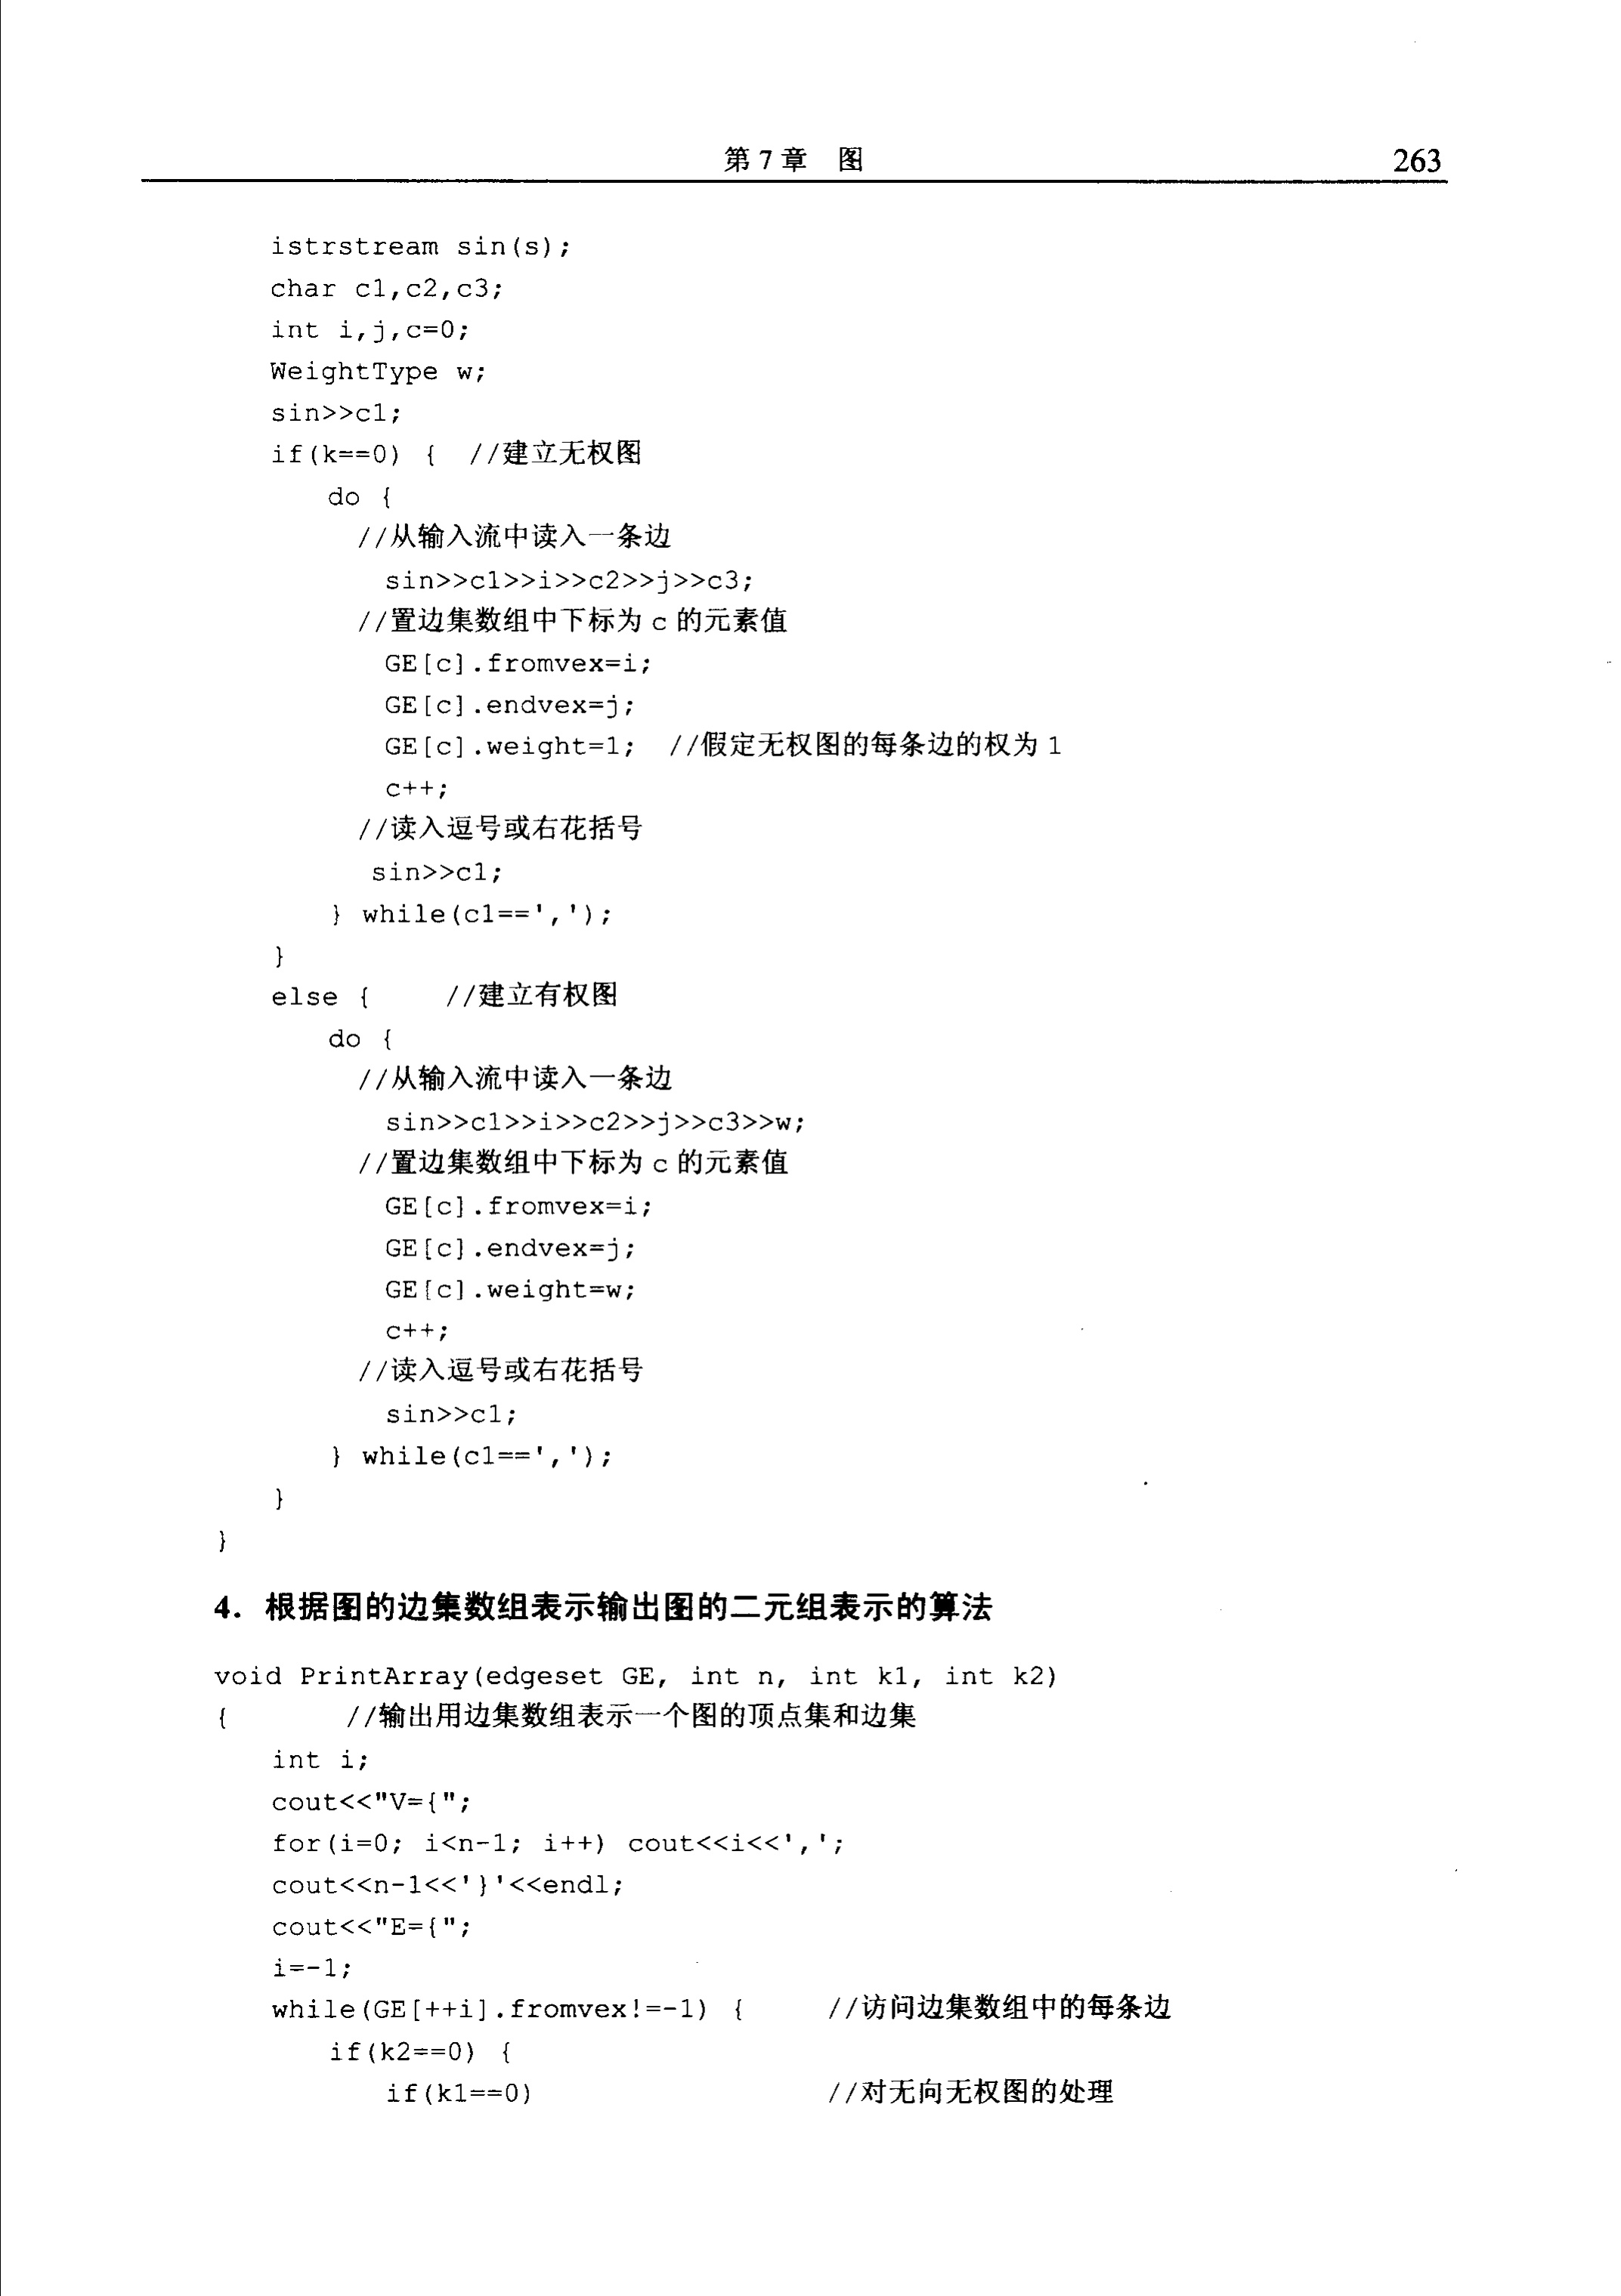 第 7 章 图 263
istrstream sin(s);
char c1,c2,c3;
int i,j,c=0;
WeightType w;
sin>>c1;
if(k==0) { //建立无权图
do {
//从输入流中读入一条边
sin>>c1>>i>>c2>>j>>c3;
//置边集数组中下标为 c 的元素值
GE[c].fromvex=i;
GE[c].endvex=j;
GE[c].weight=1; //假定无权图的每条边的权为 1
c++;
//读入逗号或右花括号
sin>>c1;
} while(c1==',');
}
else { //建立有权图
do {
//从输入流中读入一条边
sin>>c1>>i>>c2>>j>>c3>>w;
//置边集数组中下标为 c 的元素值
GE[c].fromvex=i;
GE[c].endvex=j;
GE[c].weight=w;
c++;
//读入逗号或右花括号
sin>>c1;
} while(c1==',');
}
}
4. 根据图的边集数组表示输出图的二元组表示的算法
void PrintArray(edgeset GE, int n, int k1, int k2)
{ //输出用边集数组表示一个图的顶点集和边集
int i;
cout<<"V={";
for(i=0; i<n-1; i++) cout<<i<<',';
cout<<n-1<<'}'<<endl;
cout<<"E={";
i=-1;
while(GE[++i].fromvex!=-1) { //访问边集数组中的每条边
if(k2==0) {
if(k1==0) //对无向无权图的处理